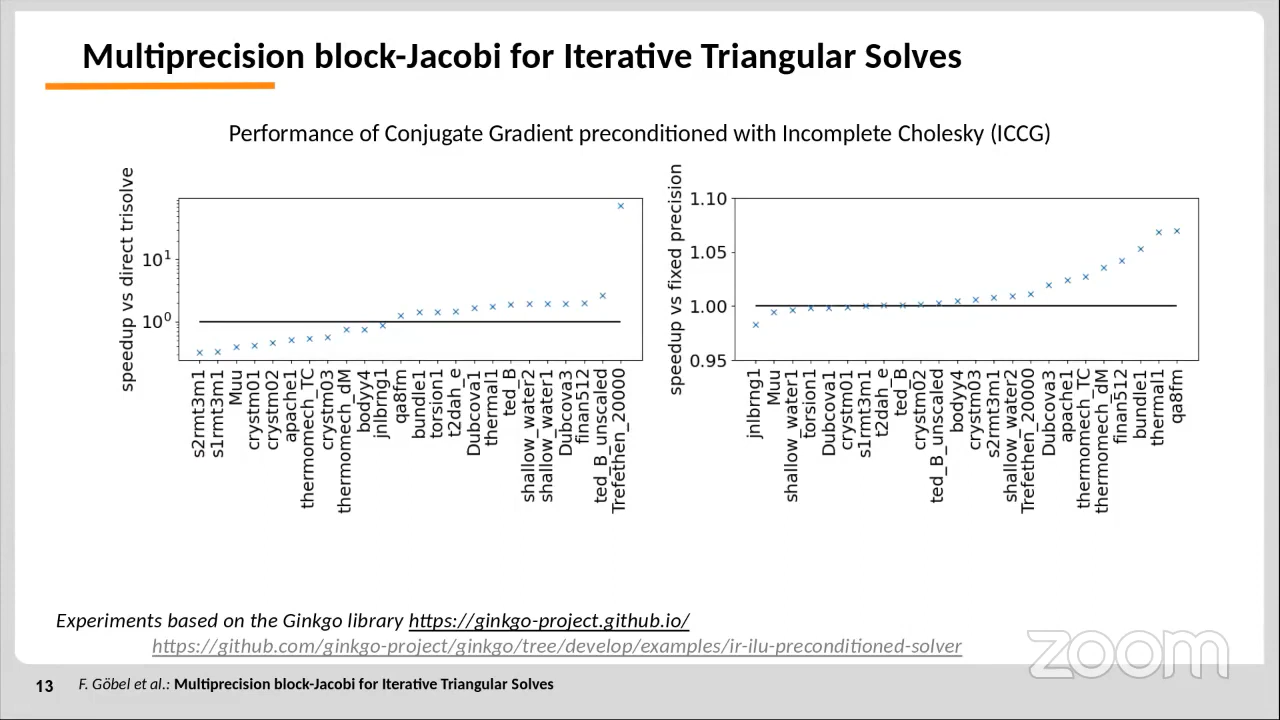 Multiprecision block-Jacobi for Iterative Triangular Solves
Performance of Conjugate Gradient preconditioned with Incomplete Cholesky (ICCG)
speedup vs direct trisolve
10¹
10⁰
s2rmt3m1
s1rmt3m1
Muu
crystm01
crystm02
apache1
thermomech_TC
crystm03
thermomech_dM
body4
jnlbrng1
qa8fm
bundle1
torsion1
t2dah_e
Dubcova1
thermal1
ted_B
shallow_water2
shallow_water1
Dubcova3
finan512
ted_B_unscaled
Trefethen_20000
speedup vs fixed precision
1.10
1.05
1.00
0.95
jnlbrng1
Muu
shallow_water1
torsion1
Dubcova1
crystm01
s1rmt3m1
t2dah_e
ted_B
crystm02
ted_B_unscaled
body4
crystm03
s2rmt3m1
shallow_water2
Trefethen_20000
Dubcova3
apache1
thermomech_TC
thermomech_dM
finan512
bundle1
thermal1
qa8fm
Experiments based on the Ginkgo library https://ginkgo-project.github.io/
https://github.com/ginkgo-project/ginkgo/tree/develop/examples/ir-ilu-preconditioned-solver
zoom
13 F. Göbel et al.: Multiprecision block-Jacobi for Iterative Triangular Solves